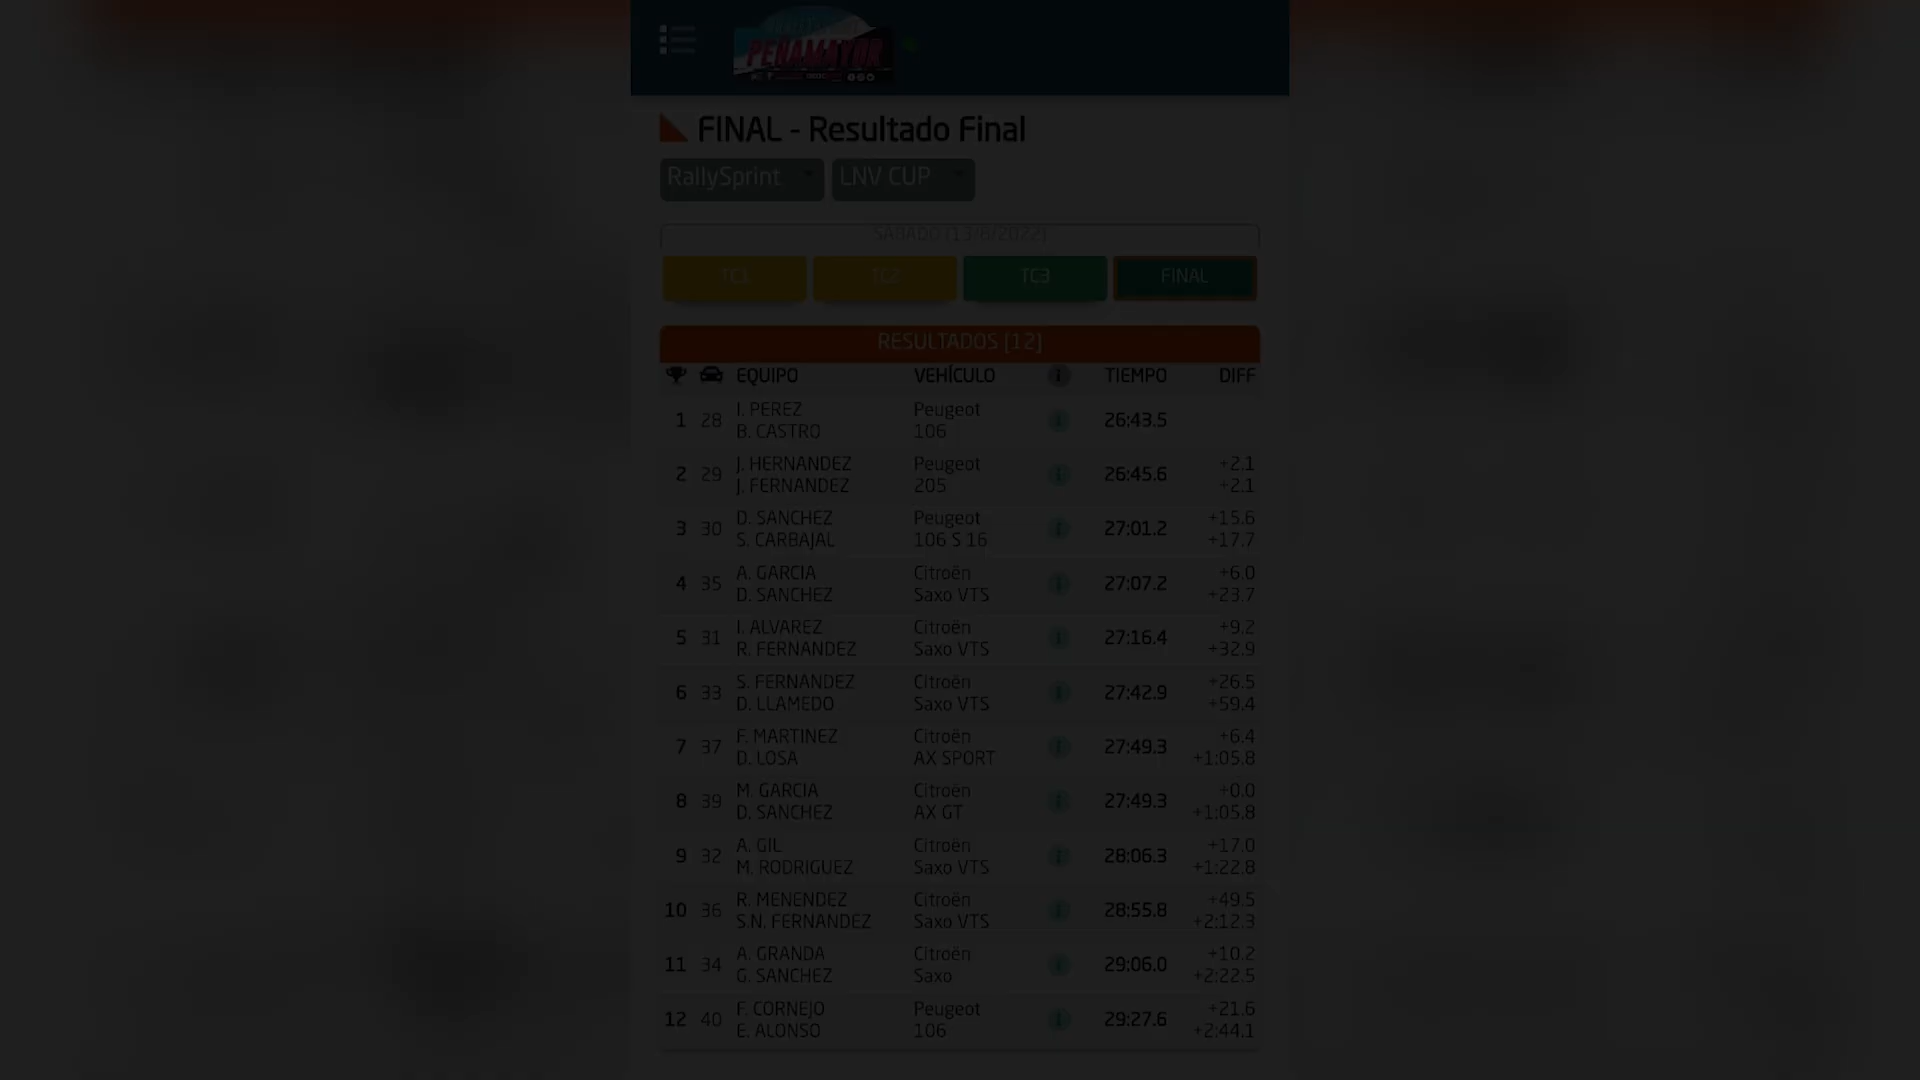 PEÑAMAYOR
FINAL - Resultado Final
RallySprint LNV CUP
SÁBADO (13/8/2022)
TC1 TC2 TC3 FINAL
RESULTADOS [12]
EQUIPO VEHÍCULO TIEMPO DIFF
1 28 I. PEREZ Peugeot 26:43.5
B. CASTRO 106
2 29 J. HERNANDEZ Peugeot 26:45.6 +2.1
J. FERNANDEZ 205 +2.1
3 30 D. SANCHEZ Peugeot 27:01.2 +15.6
S. CARBAJAL 106 S 16 +17.7
4 35 A. GARCIA Citroën 27:07.2 +6.0
D. SANCHEZ Saxo VTS +23.7
5 31 I. ALVAREZ Citroën 27:16.4 +9.2
R. FERNANDEZ Saxo VTS +32.9
6 33 S. FERNANDEZ Citroën 27:42.9 +26.5
D. LLAMEDO Saxo VTS +59.4
7 37 F. MARTINEZ Citroën 27:49.3 +6.4
D. LOSA AX SPORT +1:05.8
8 39 M. GARCIA Citroën 27:49.3 +0.0
D. SANCHEZ AX GT +1:05.8
9 32 A. GIL Citroën 28:06.3 +17.0
M. RODRIGUEZ Saxo VTS +1:22.8
10 36 R. MENENDEZ Citroën 28:55.8 +49.5
S.N. FERNANDEZ Saxo VTS +2:12.3
11 34 A. GRANDA Citroën 29:06.0 +10.2
G. SANCHEZ Saxo +2:22.5
12 40 F. CORNEJO Peugeot 29:27.6 +21.6
E. ALONSO 106 +2:44.1